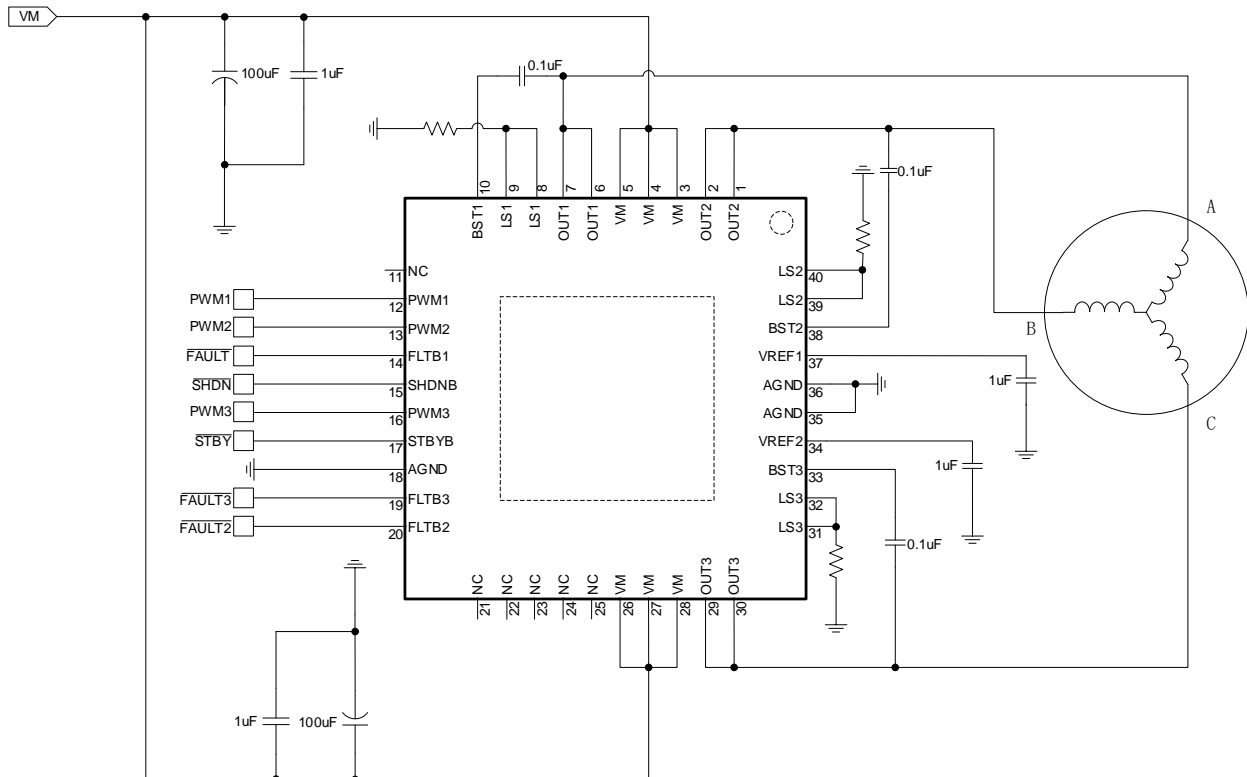 VM
100uF
1uF
0.1uF
10
9
8
7
6
5
4
3
2
1
BST1
LS1
LS1
OUT1
OUT1
VM
VM
VM
OUT2
OUT2
0.1uF
A
B
C
NC
11
PWM1
PWM1
12
PWM2
PWM2
13
FAULT
FLTB1
14
SHDN
SHDNB
15
PWM3
PWM3
16
STBY
STBYB
17
AGND
18
FAULT3
FLTB3
19
FAULT2
FLTB2
20
LS2
40
LS2
39
BST2
38
VREF1
37
1uF
AGND
36
AGND
35
VREF2
34
1uF
BST3
33
LS3
32
LS3
31
0.1uF
NC
NC
NC
NC
NC
VM
VM
VM
OUT3
OUT3
21
22
23
24
25
26
27
28
29
30
1uF
100uF